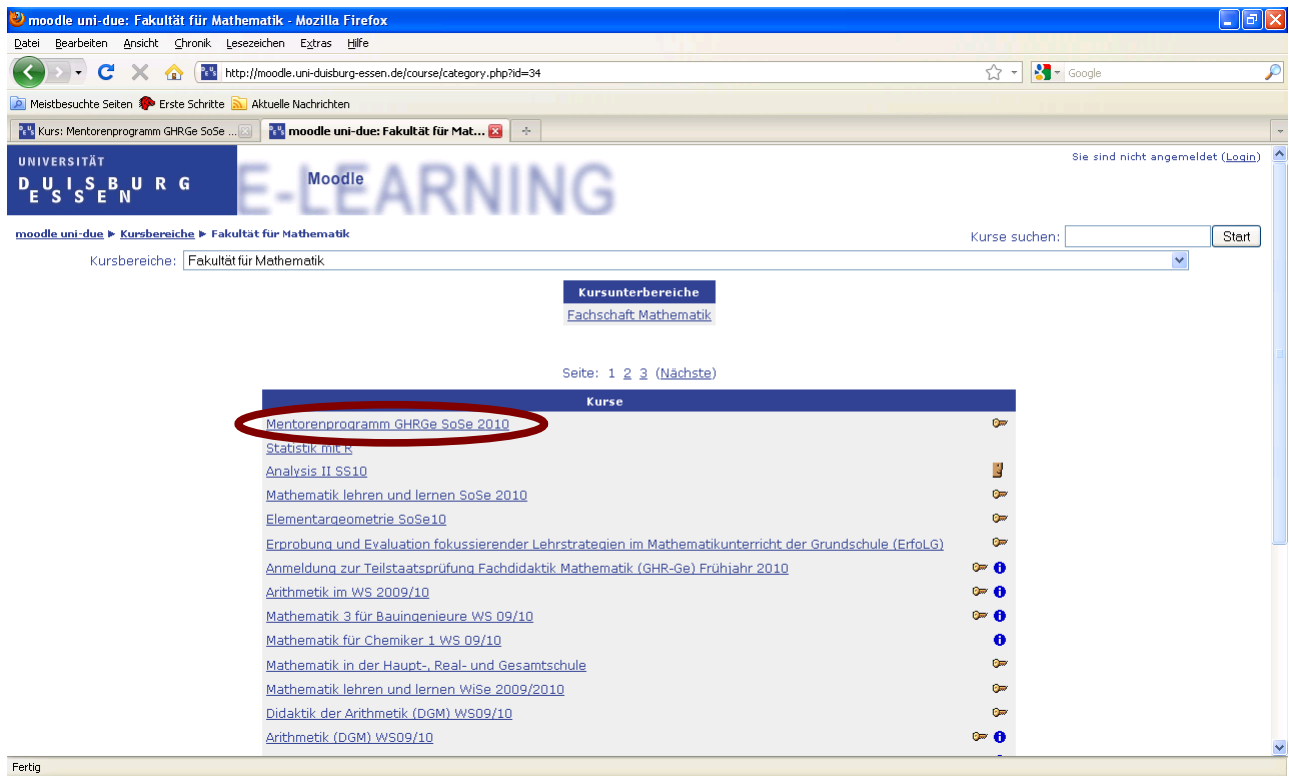 moodle uni-due: Fakultät für Mathematik - Mozilla Firefox
Datei Bearbeiten Ansicht Chronik Lesezeichen Extras Hilfe
http://moodle.uni-duisburg-essen.de/course/category.php?id=34 Google
Meistbesuchte Seiten Erste Schritte Aktuelle Nachrichten
Kurs: Mentorenprogramm GHRGe SoSe ... moodle uni-due: Fakultät für Mat...
Sie sind nicht angemeldet (Login)
UNIVERSITÄT
DUISBURG
ESSEN
E-LEARNING
Moodle
moodle uni-due ► Kursbereiche ► Fakultät für Mathematik Kurse suchen: Start
Kursbereiche: Fakultät für Mathematik
Kursunterbereiche
Fachschaft Mathematik
Seite: 1 2 3 (Nächste)
Kurse
Mentorenprogramm GHRGe SoSe 2010
Statistik mit R
Analysis II SS10
Mathematik lehren und lernen SoSe 2010
Elementargeometrie SoSe10
Erprobung und Evaluation fokussierender Lehrstrategien im Mathematikunterricht der Grundschule (ErfoLG)
Anmeldung zur Teilstaatsprüfung Fachdidaktik Mathematik (GHR-Ge) Frühjahr 2010
Arithmetik im WS 2009/10
Mathematik 3 für Bauingenieure WS 09/10
Mathematik für Chemiker 1 WS 09/10
Mathematik in der Haupt-, Real- und Gesamtschule
Mathematik lehren und lernen WiSe 2009/2010
Didaktik der Arithmetik (DGM) WS09/10
Arithmetik (DGM) WS09/10
Fertig